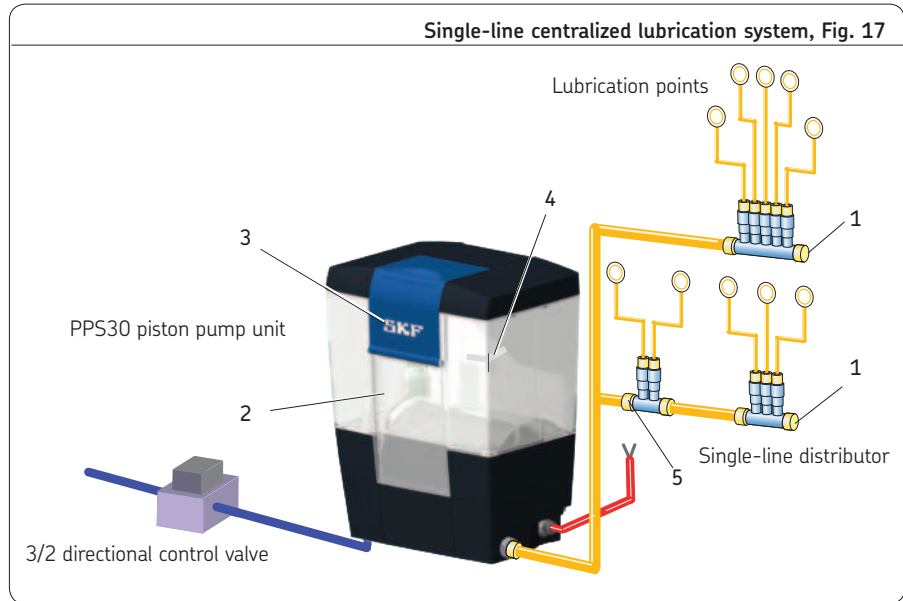 Single-line centralized lubrication system, Fig. 17
Lubrication points
4
3
1
SKF
PPS30 piston pump unit
2
1
Single-line distributor
5
3/2 directional control valve